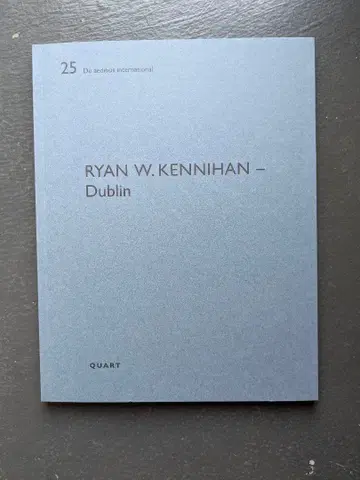 25 De aedibus international
RYAN W. KENNIHAN –
Dublin
QUART